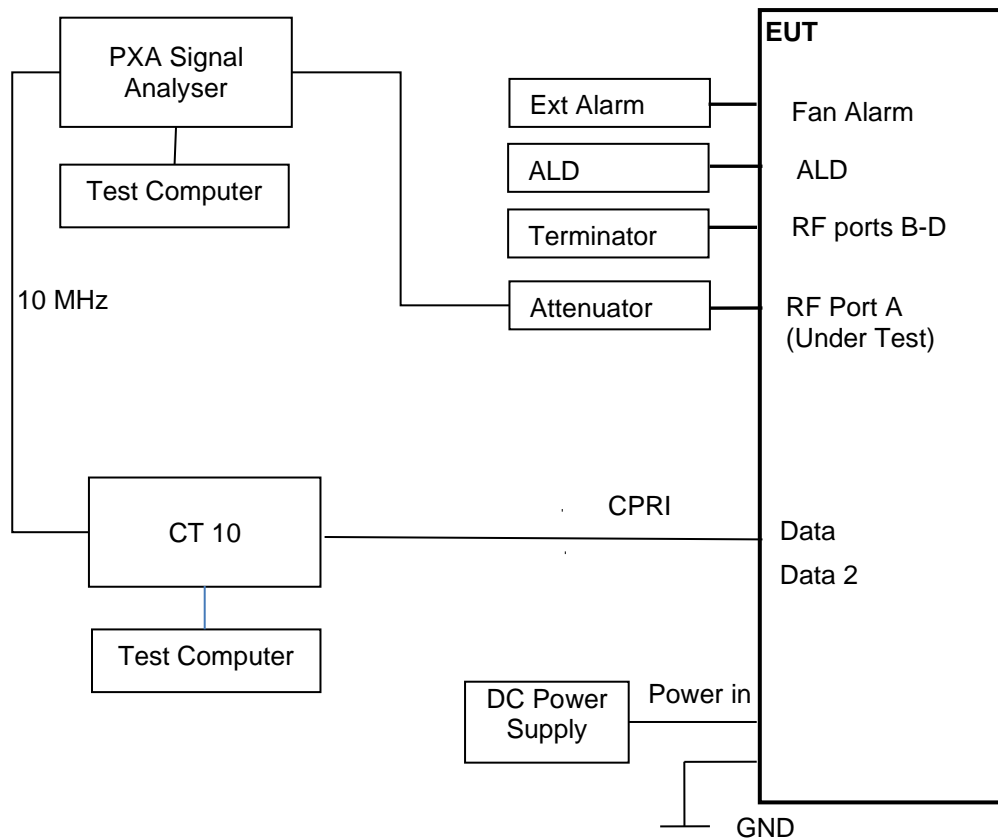 EUT
PXA Signal
Analyser
Ext Alarm
Fan Alarm
Test Computer
ALD
ALD
Terminator
RF ports B-D
10 MHz
Attenuator
RF Port A
(Under Test)
CT 10
CPRI
Data
Data 2
Test Computer
DC Power
Supply
Power in
GND